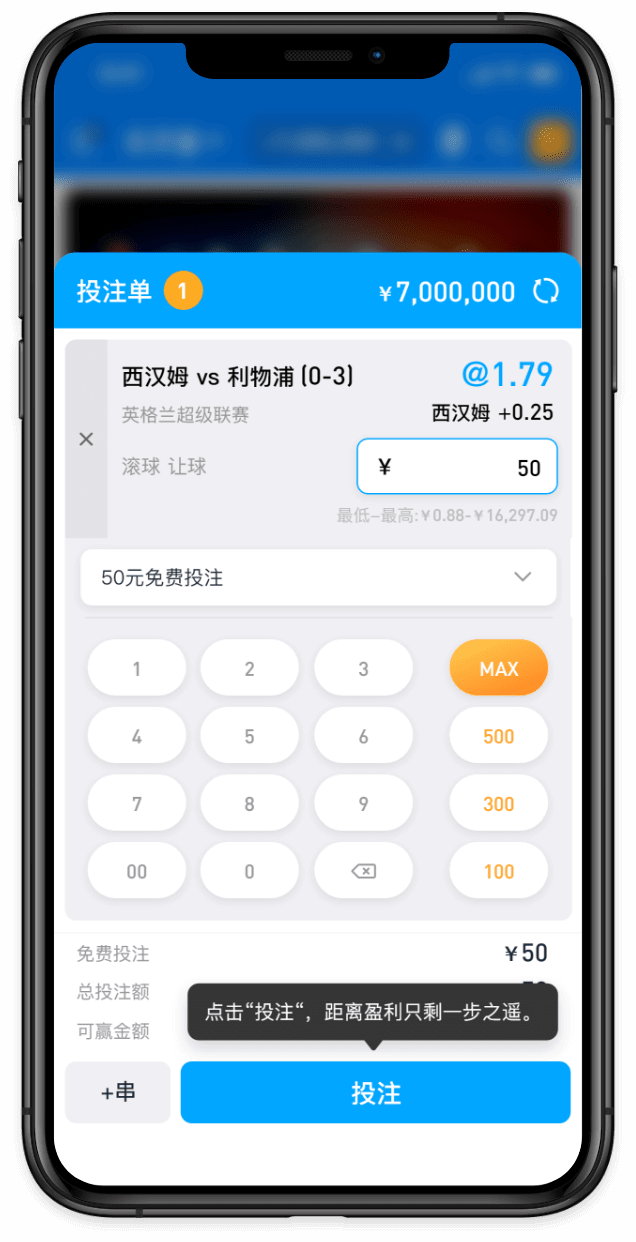 投注单 1 ¥7,000,000
西汉姆 vs 利物浦 (0-3) @1.79
英格兰超级联赛 西汉姆 +0.25
滚球 让球 ¥ 50
最低–最高:¥0.88-¥16,297.09
50元免费投注
1 2 3 MAX
4 5 6 500
7 8 9 300
00 0 100
免费投注 ¥50
总投注额
点击“投注“，距离盈利只剩一步之遥。
可赢金额
+串 投注